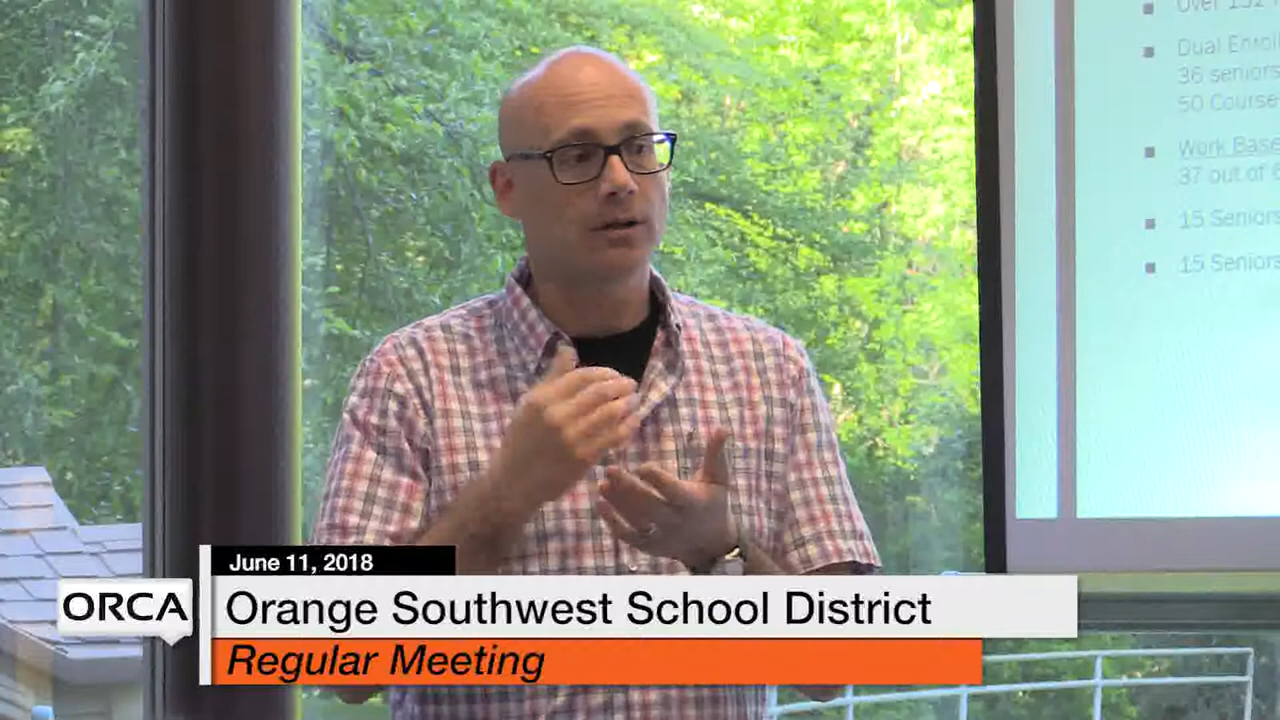 Over
Dual
36 seniors
50 Course
Work Base
37 out of
15 Seniors
15 Seniors
June 11, 2018
ORCA
Orange Southwest School District
Regular Meeting